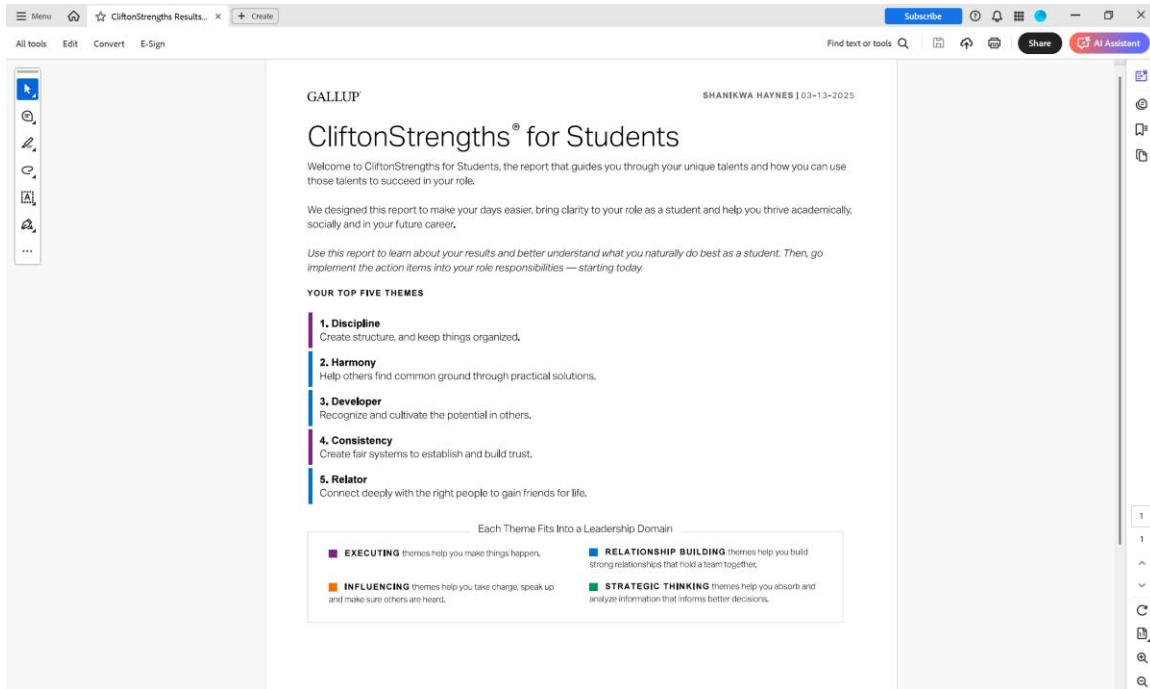 Menu
CliftonStrengths Results...
+ Create
Subscribe
All tools Edit Convert E-Sign
Find text or tools
Share
AI Assistant
GALLUP®
SHANIKWA HAYNES | 03-13-2025
CliftonStrengths® for Students
Welcome to CliftonStrengths for Students, the report that guides you through your unique talents and how you can use
those talents to succeed in your role.
We designed this report to make your days easier, bring clarity to your role as a student and help you thrive academically,
socially and in your future career.
Use this report to learn about your results and better understand what you naturally do best as a student. Then, go
implement the action items into your role responsibilities — starting today.
YOUR TOP FIVE THEMES
1. Discipline
Create structure, and keep things organized.
2. Harmony
Help others find common ground through practical solutions.
3. Developer
Recognize and cultivate the potential in others.
4. Consistency
Create fair systems to establish and build trust.
5. Relator
Connect deeply with the right people to gain friends for life.
Each Theme Fits Into a Leadership Domain
EXECUTING themes help you make things happen.
INFLUENCING themes help you take charge, speak up
and make sure others are heard.
RELATIONSHIP BUILDING themes help you build
strong relationships that hold a team together.
STRATEGIC THINKING themes help you absorb and
analyze information that informs better decisions.
1
1